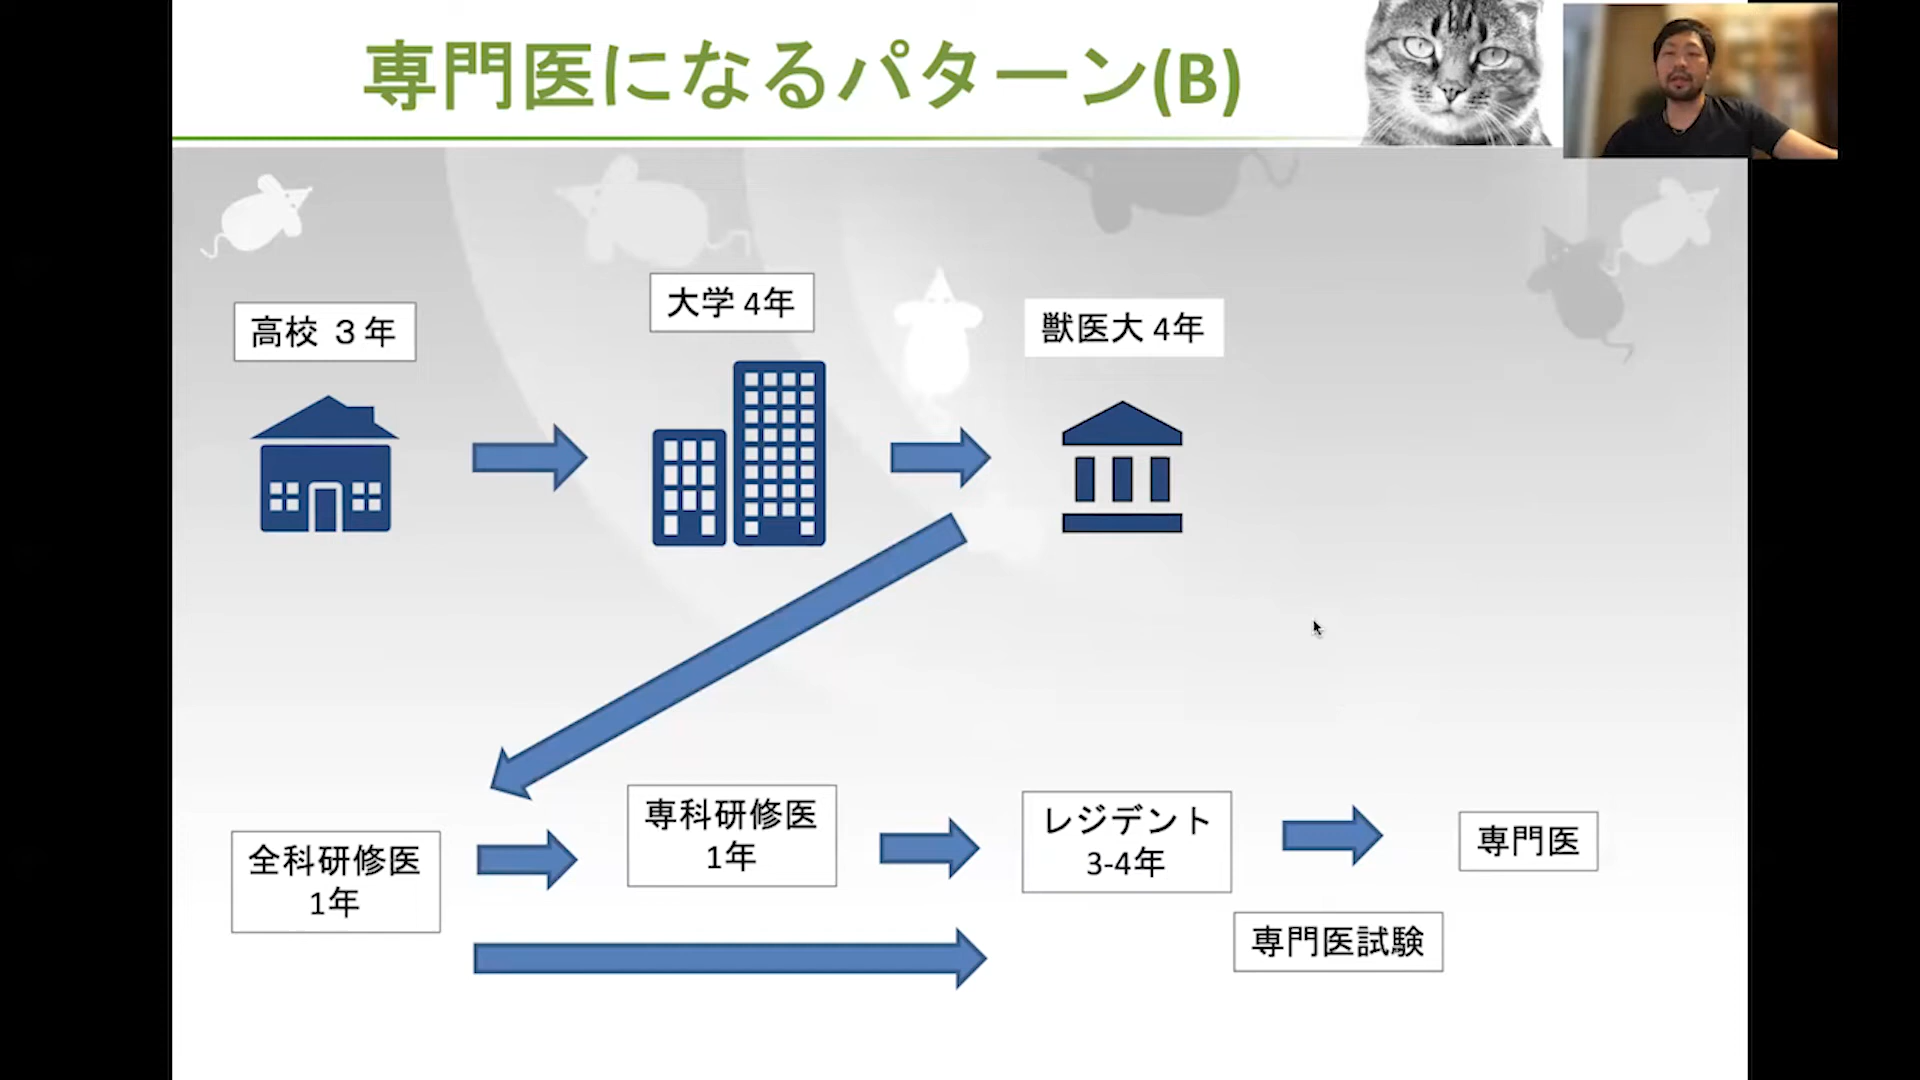 専門医になるパターン(B)
高校 ３年
大学 4年
獣医大 4年
全科研修医
1年
専科研修医
1年
レジデント
3-4年
専門医
専門医試験